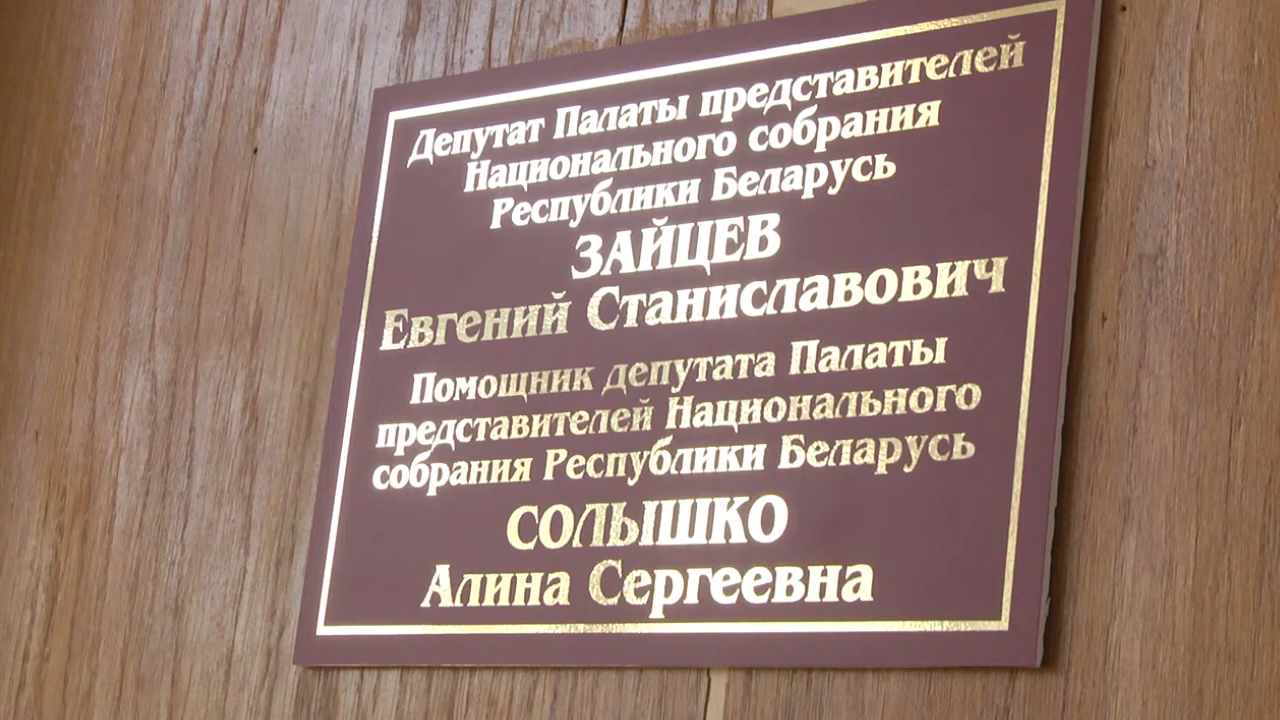 Депутат Палаты представителей
Национального собрания
Республики Беларусь
ЗАЙЦЕВ
Евгений Станиславович
Помощник депутата Палаты
представителей Национального
собрания Республики Беларусь
СОЛЫШКО
Алина Сергеевна